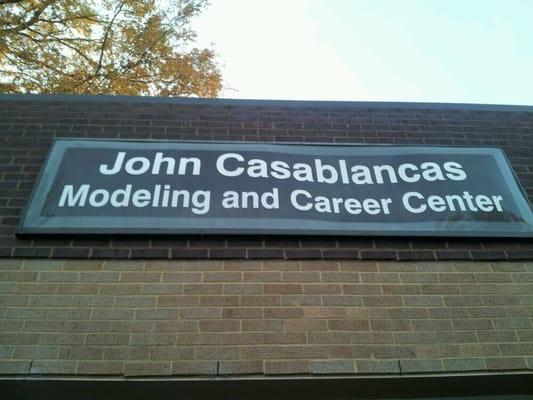 John Casablancas
Modeling and Career Center